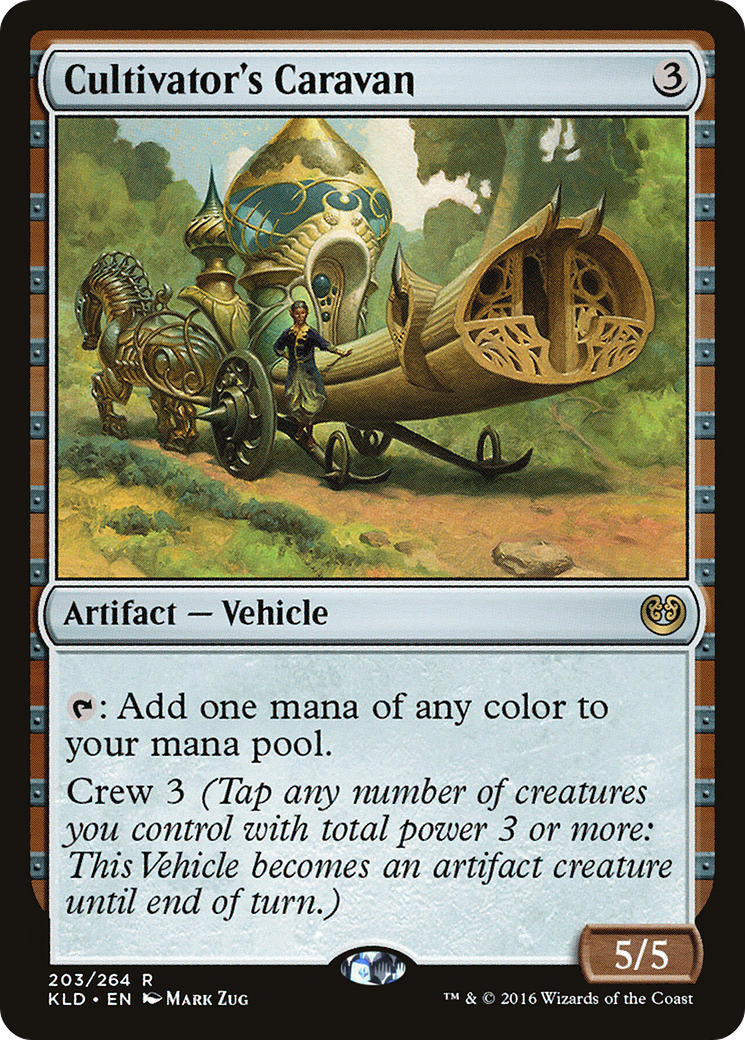 Cultivator's Caravan 3
Artifact — Vehicle
: Add one mana of any color to
your mana pool.
Crew 3 (Tap any number of creatures
you control with total power 3 or more:
This Vehicle becomes an artifact creature
until end of turn.)
5/5
203/264 R
KLD • EN Mark Zug
™ & © 2016 Wizards of the Coast